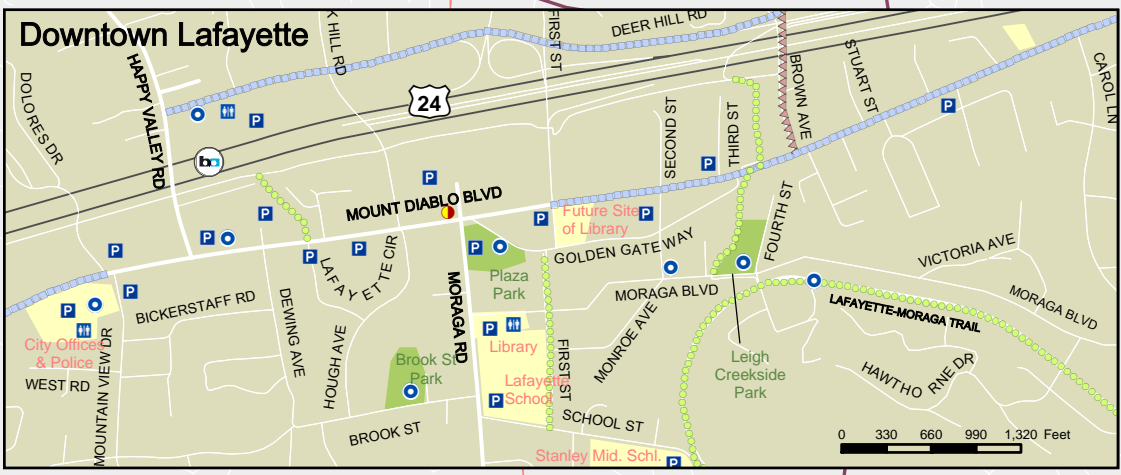 Downtown Lafayette
DEER HILL RD
K HILL RD
FIRST ST
HAPPY VALLEY RD
DOLORES DR
24
ba
BROWN AVE
STUART ST
CAROL LN
SECOND ST
THIRD ST
P
P
P
P
MOUNT DIABLO BLVD
P
P
P
P
P
P
P
Future Site
of Library
P
FOURTH ST
GOLDEN GATE WAY
VICTORIA AVE
LAFAYETTE CIR
P
Plaza
Park
MORAGA RD
MORAGA BLVD
MORAGA BLVD
LAFAYETTE-MORAGA TRAIL
P
P
BICKERSTAFF RD
DEWING AVE
HOUGH AVE
MONROE AVE
City Offices
& Police
MOUNTAIN VIEW DR
WEST RD
P
Library
FIRST ST
Brook St
Park
Leigh
Creekside
Park
HAWTHORNE DR
Lafayette
School
P
BROOK ST
SCHOOL ST
Stanley Mid. Schl.
P
0 330 660 990 1,320 Feet